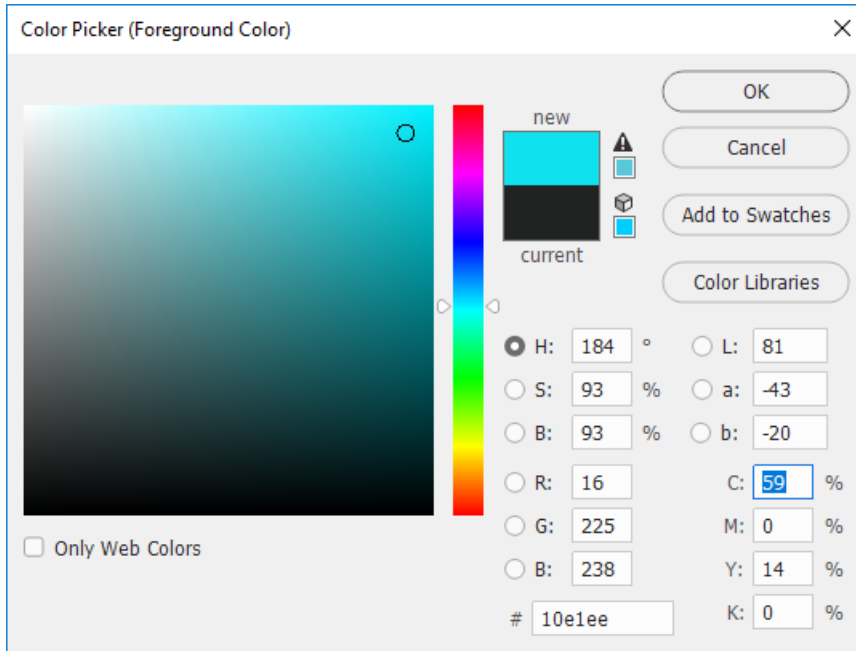 Color Picker (Foreground Color)
new
current
OK
Cancel
Add to Swatches
Color Libraries
H: 184 °
L: 81
S: 93 %
a: -43
B: 93 %
b: -20
R: 16
C: 59 %
G: 225
M: 0 %
B: 238
Y: 14 %
# 10e1ee
K: 0 %
Only Web Colors